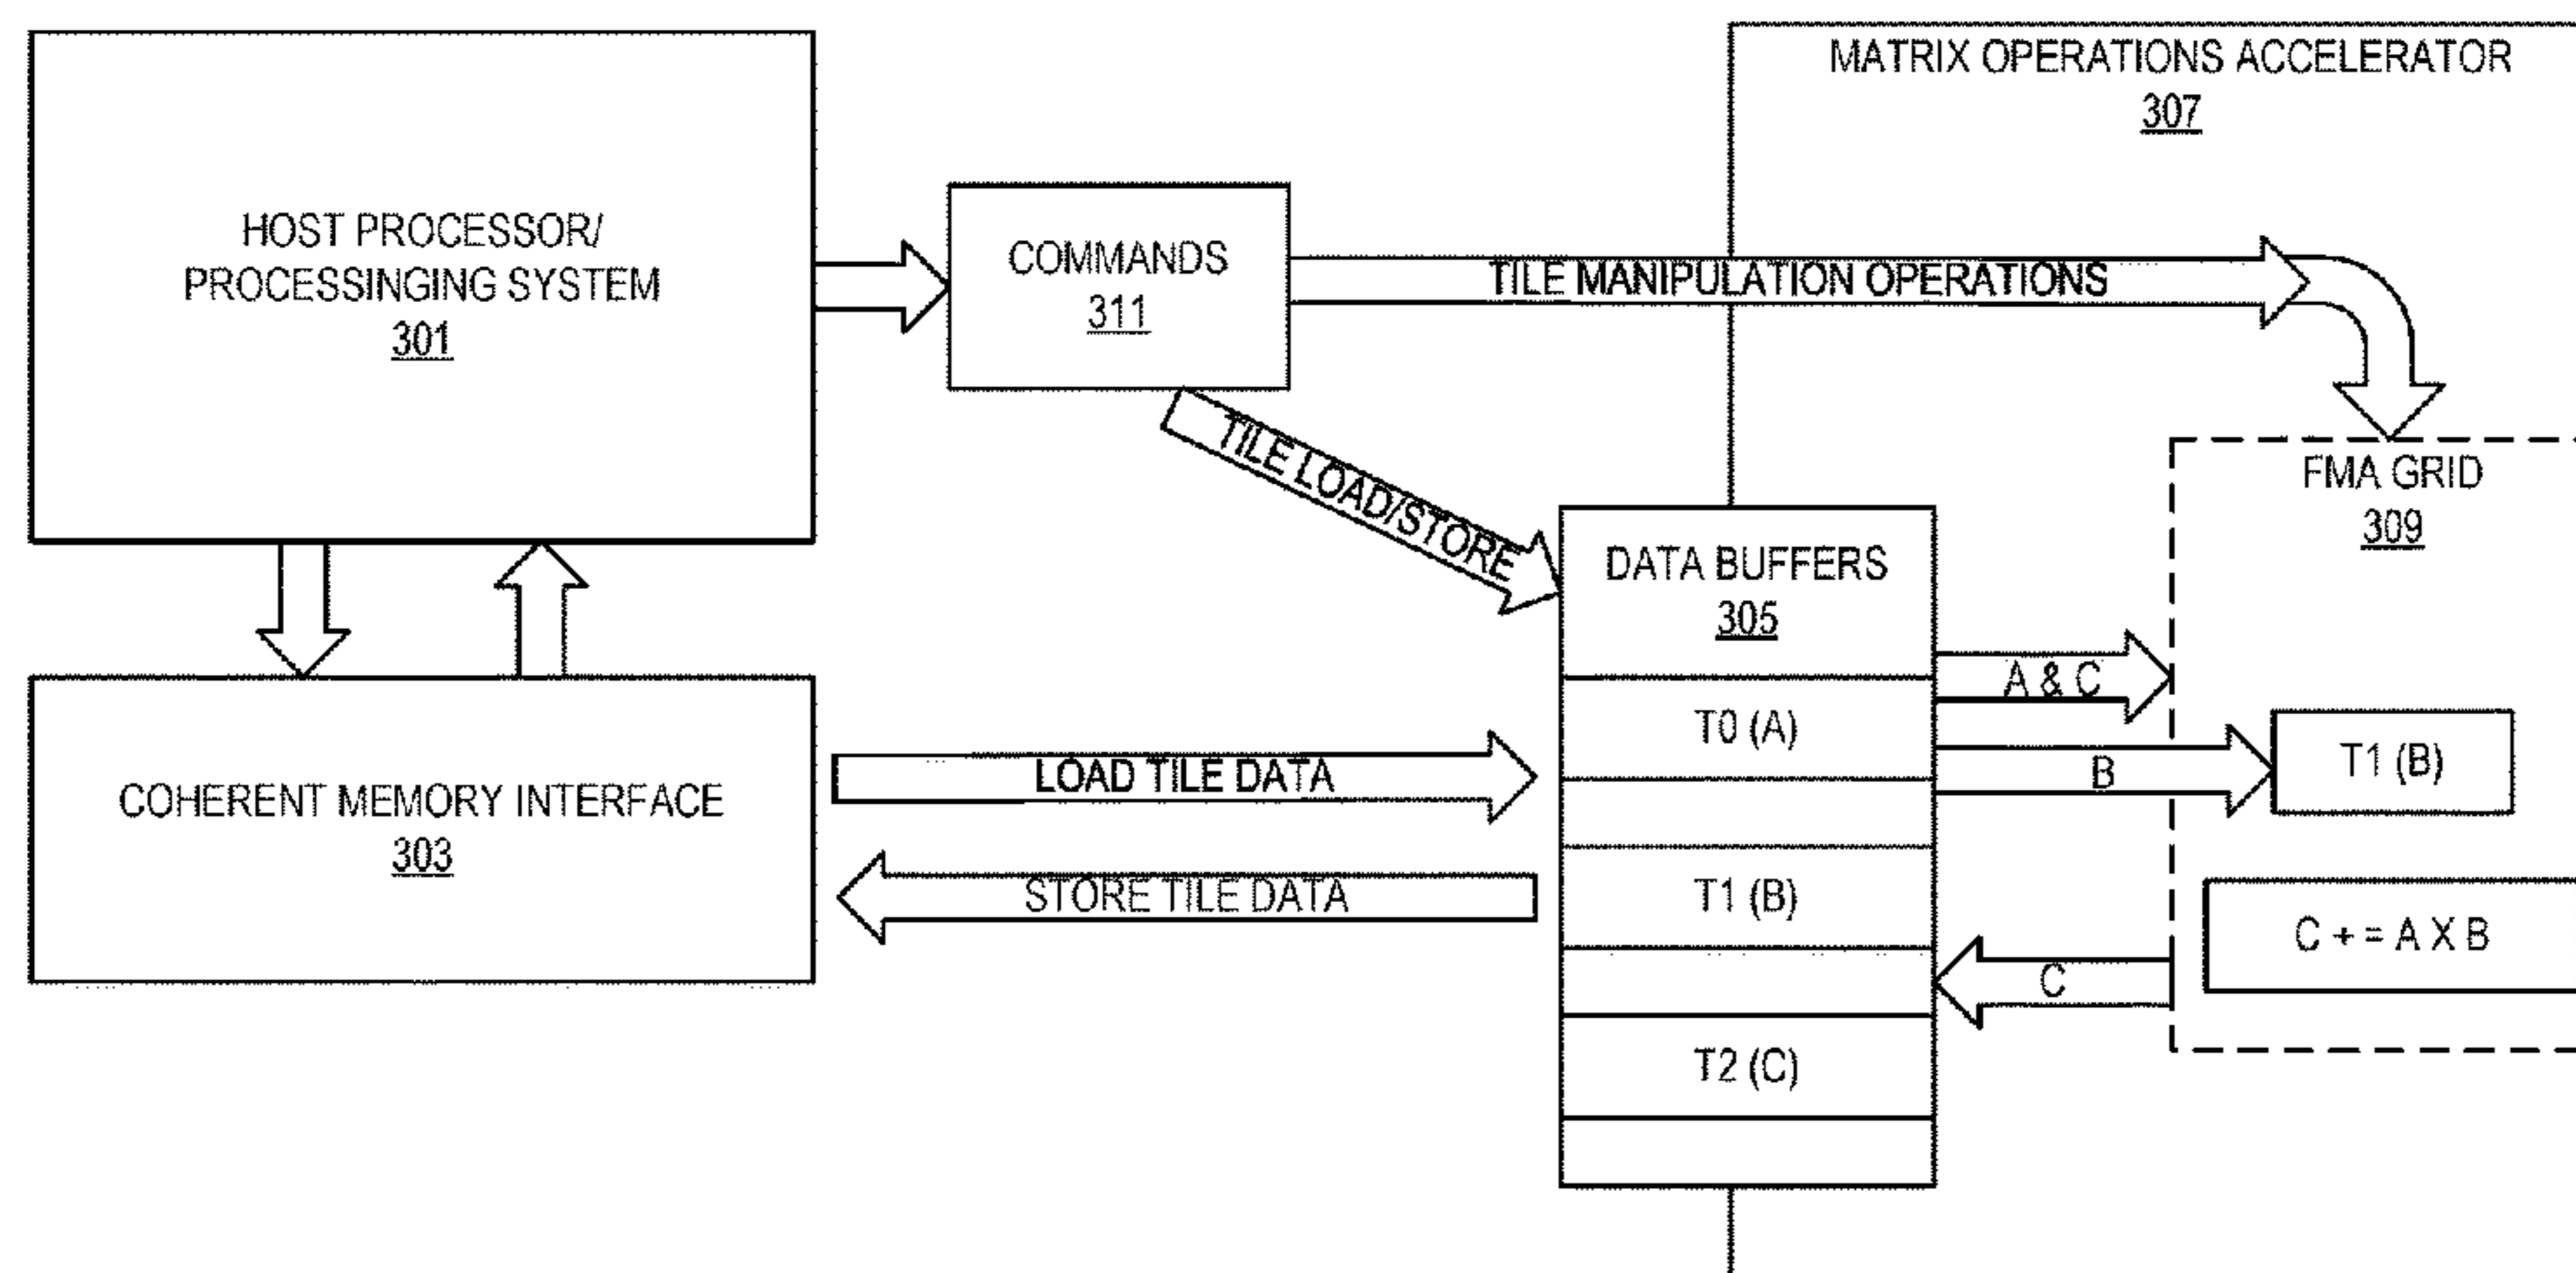 MATRIX OPERATIONS ACCELERATOR
307
HOST PROCESSOR/
PROCESSINGING SYSTEM
301
COMMANDS
311
TILE MANIPULATION OPERATIONS
TILE LOAD/STORE
FMA GRID
309
DATA BUFFERS
305
A & C
T0 (A)
B
T1 (B)
COHERENT MEMORY INTERFACE
303
LOAD TILE DATA
STORE TILE DATA
T1 (B)
C + = A X B
C
T2 (C)